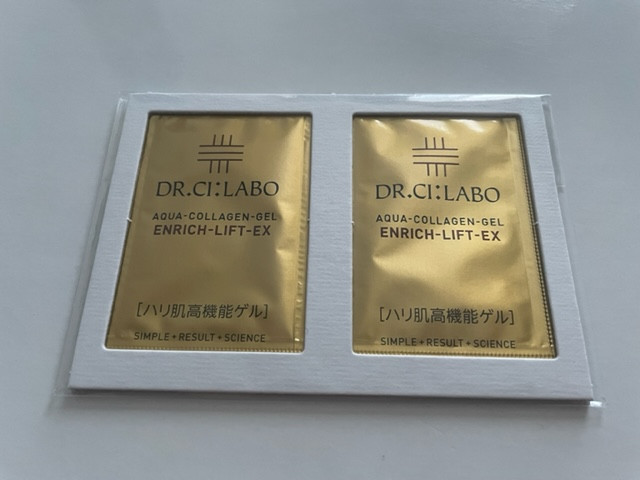 DR.CI:LABO
AQUA-COLLAGEN-GEL
ENRICH-LIFT-EX
[ハリ肌高機能ゲル]
SIMPLE+RESULT+SCIENCE
DR.CI:LABO
AQUA-COLLAGEN-GEL
ENRICH-LIFT-EX
[ハリ肌高機能ゲル]
SIMPLE+RESULT+SCIENCE